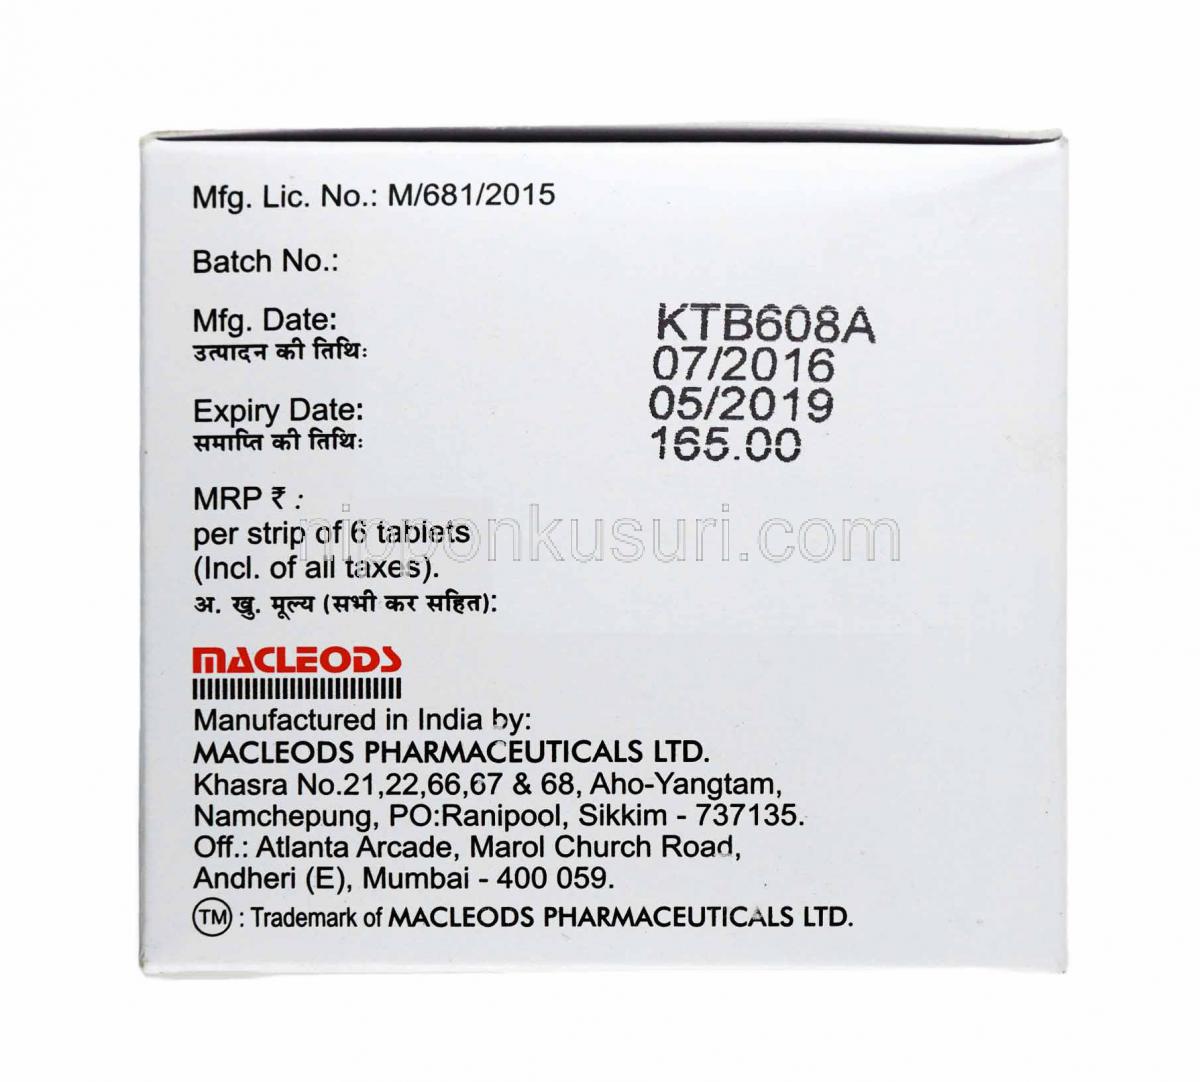 Mfg. Lic. No.: M/681/2015
Batch No.:
Mfg. Date:
उत्पादन की तिथिः
Expiry Date:
समाप्ति की तिथिः
KTB608A
07/2016
05/2019
165.00
MRP ₹ :
per strip of 6 tablets
(Incl. of all taxes).
अ. खु. मूल्य (सभी कर सहित):
nipponkusuri.com
MACLEODS
Manufactured in India by:
MACLEODS PHARMACEUTICALS LTD.
Khasra No.21,22,66,67 & 68, Aho-Yangtam,
Namchepung, PO:Ranipool, Sikkim - 737135.
Off.: Atlanta Arcade, Marol Church Road,
Andheri (E), Mumbai - 400 059.
TM : Trademark of MACLEODS PHARMACEUTICALS LTD.